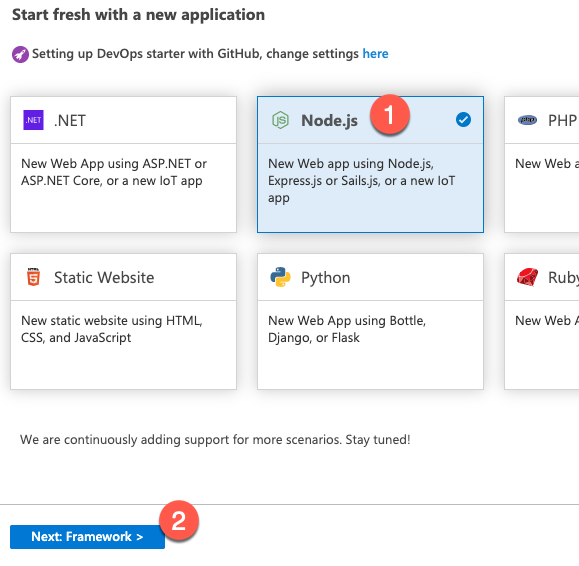 Start fresh with a new application
Setting up DevOps starter with GitHub, change settings here
.NET
.NET
New Web App using ASP.NET or
ASP.NET Core, or a new IoT app
JS
Node.js
1
New Web app using Node.js,
Express.js or Sails.js, or a new IoT
app
php
PHP
New Web a
5
Static Website
New static website using HTML,
CSS, and JavaScript
Python
New Web App using Bottle,
Django, or Flask
Ruby
New Web A
We are continuously adding support for more scenarios. Stay tuned!
Next: Framework >
2